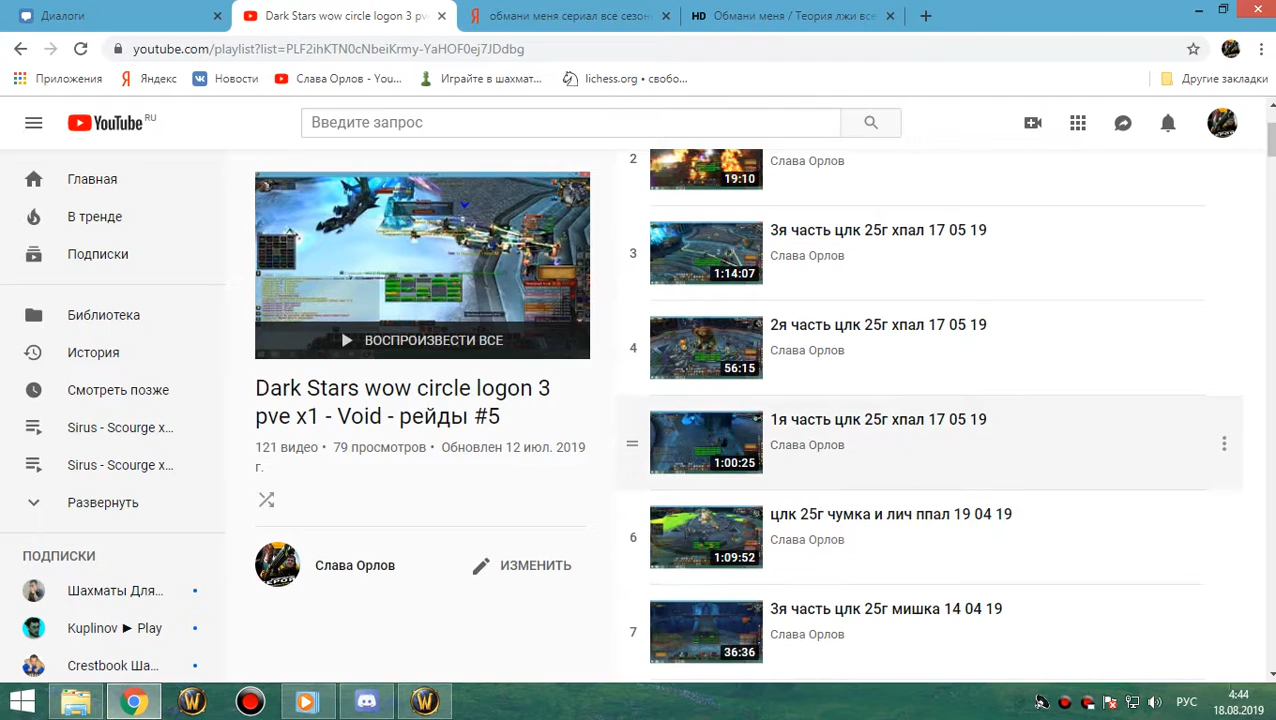 Диалоги
Dark Stars wow circle logon 3 pv
обмани меня сериал все сезон
HD Обмани меня / Теория лжи все
youtube.com/playlist?list=PLF2ihKTN0cNbeiKrmy-YaHOF0ej7JDdbg
Приложения
Яндекс
Новости
Слава Орлов - You...
Играйте в шахмат...
lichess.org • свобо...
Другие закладки
YouTube RU
Введите запрос
Главная
В тренде
Подписки
Библиотека
История
Смотреть позже
Sirus - Scourge x...
Sirus - Scourge x...
Развернуть
ПОДПИСКИ
Шахматы Для...
Kuplinov ► Play
Crestbook Ша...
ВОСПРОИЗВЕСТИ ВСЕ
Dark Stars wow circle logon 3
pve x1 - Void - рейды #5
121 видео • 79 просмотров • Обновлен 12 июл. 2019
г.
Слава Орлов
ИЗМЕНИТЬ
2
19:10
Слава Орлов
3
1:14:07
3я часть цлк 25г хпал 17 05 19
Слава Орлов
4
56:15
2я часть цлк 25г хпал 17 05 19
Слава Орлов
1:00:25
1я часть цлк 25г хпал 17 05 19
Слава Орлов
6
1:09:52
цлк 25г чумка и лич ппал 19 04 19
Слава Орлов
7
36:36
3я часть цлк 25г мишка 14 04 19
Слава Орлов
РУС
4:44
18.08.2019